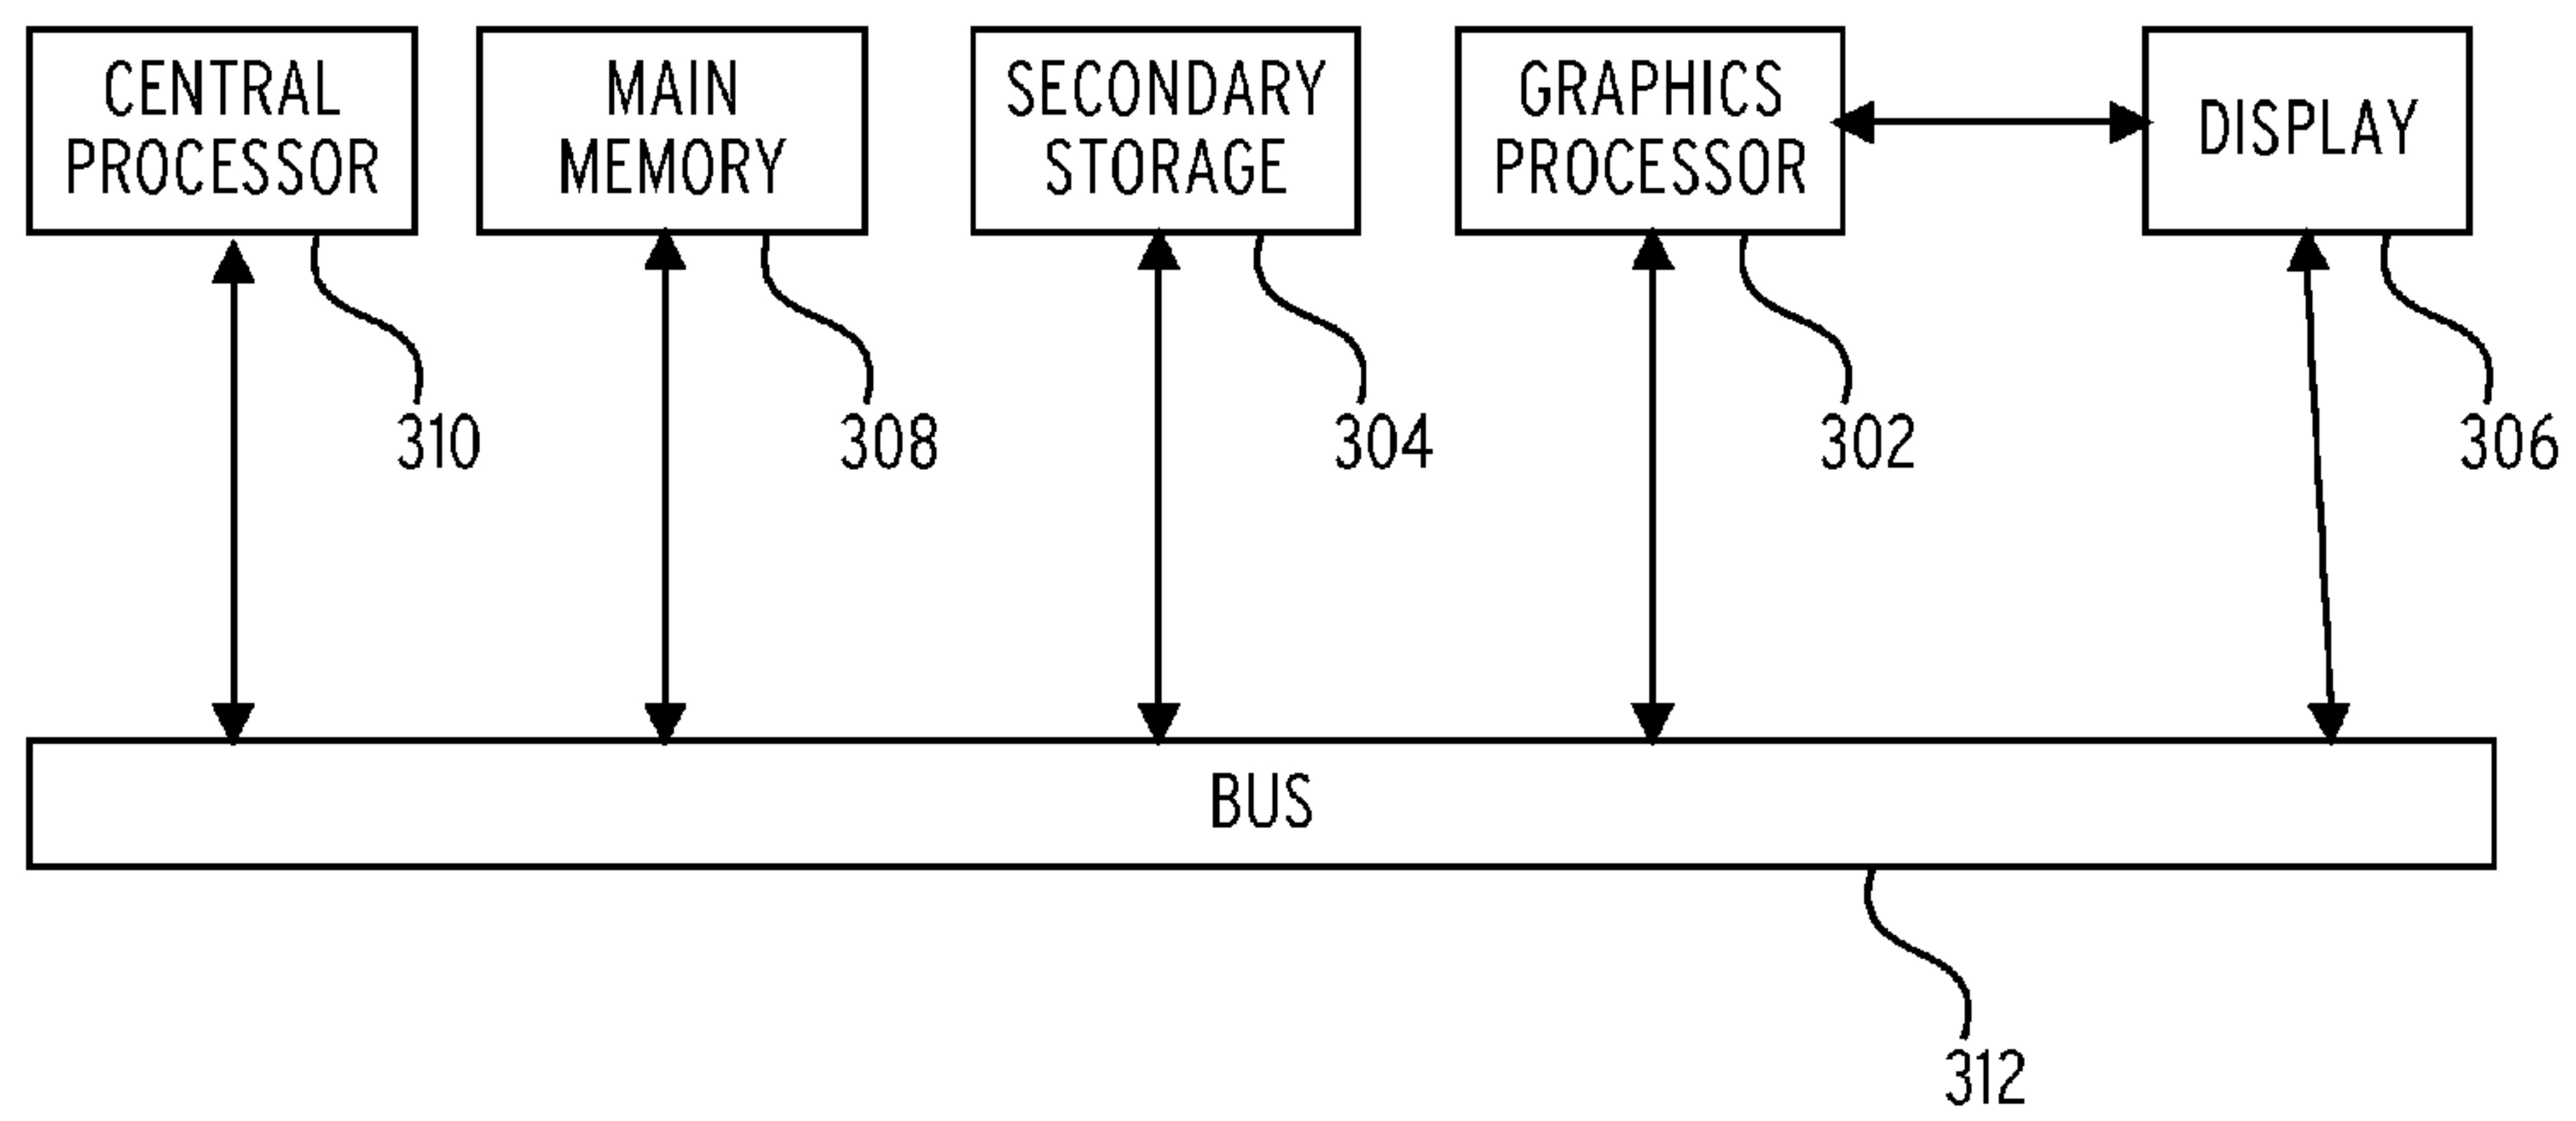 CENTRAL
PROCESSOR
MAIN
MEMORY
SECONDARY
STORAGE
GRAPHICS
PROCESSOR
DISPLAY
310
308
304
302
306
BUS
312